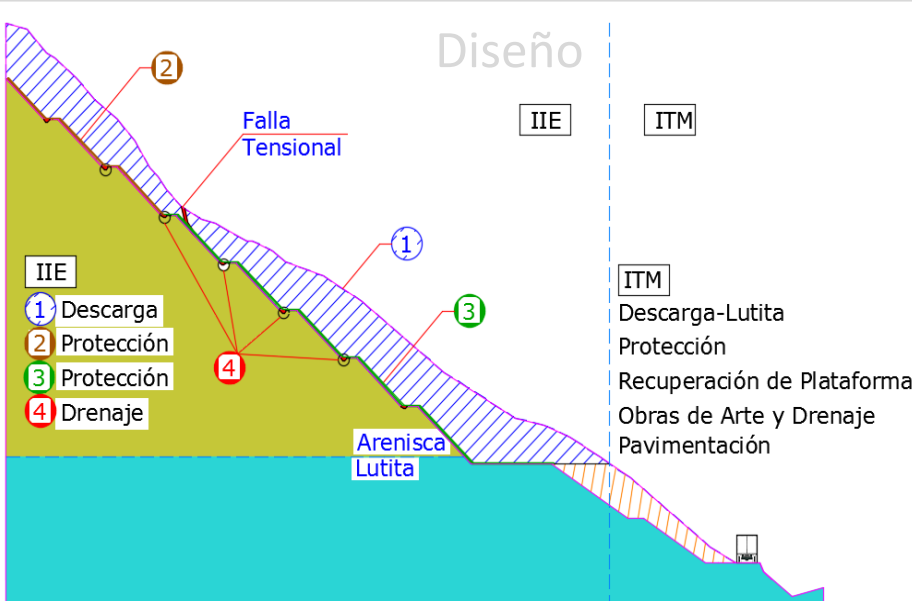 Diseño
2
IIE
ITM
Falla
Tensional
1
IIE
1 Descarga
2 Protección
3 Protección
4 Drenaje
3
4
ITM
Descarga-Lutita
Protección
Recuperación de Plataforma
Obras de Arte y Drenaje
Pavimentación
Arenisca
Lutita